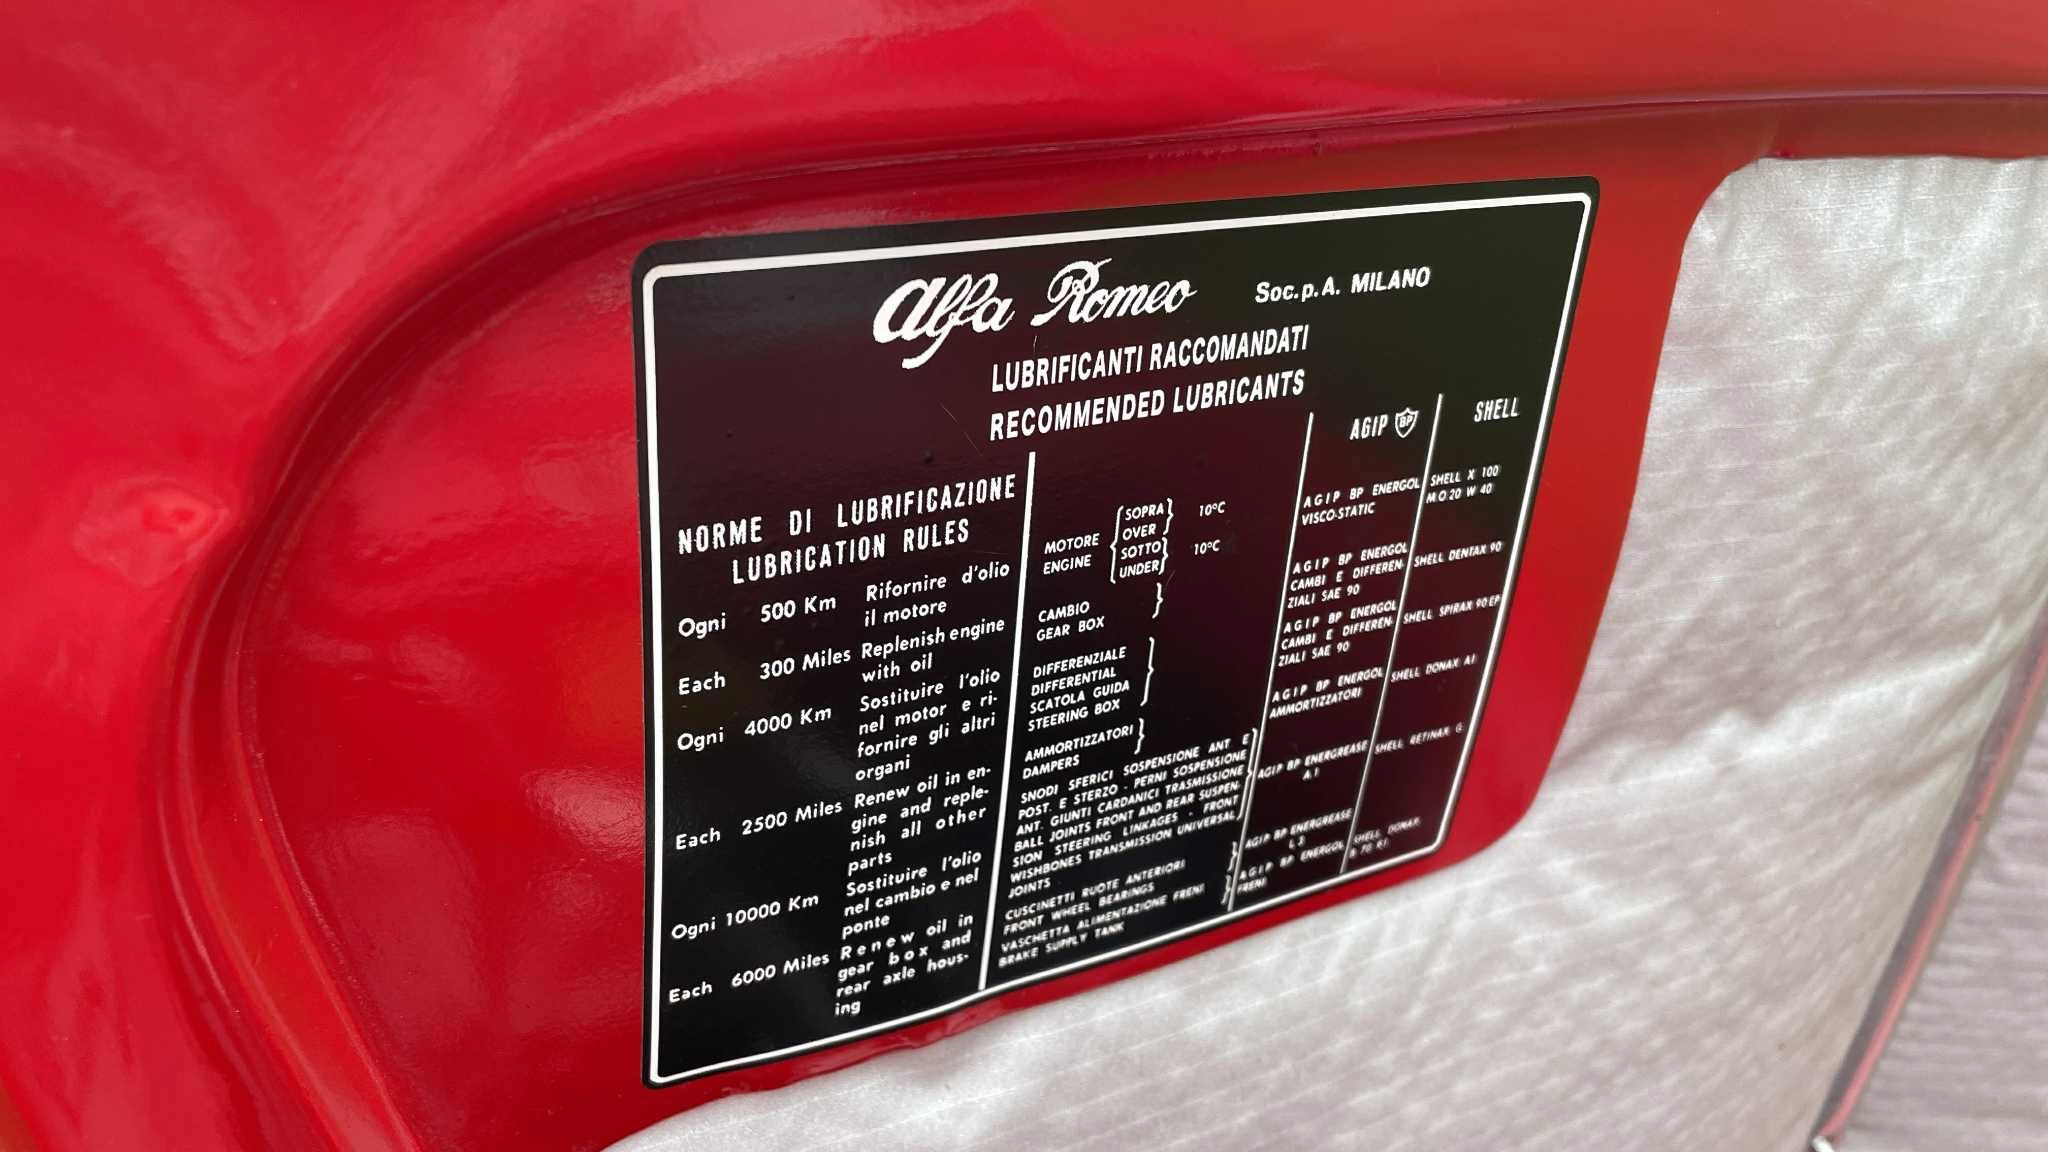 Alfa Romeo Soc.p.A. MILANO
LUBRIFICANTI RACCOMANDATI
RECOMMENDED LUBRICANTS
NORME DI LUBRIFICAZIONE
LUBRICATION RULES
Ogni 500 Km Rifornire d'olio
il motore
Each 300 Miles Replenish engine
with oil
Ogni 4000 Km Sostituire l'olio
nel motor e ri-
fornire gli altri
organi
Each 2500 Miles Renew oil in en-
gine and reple-
nish all other
parts
Ogni 10000 Km Sostituire l'olio
nel cambio e nel
ponte
Each 6000 Miles Renew oil in
gear box and
rear axle hous-
ing
MOTORE
ENGINE
SOPRA
OVER
10°C
SOTTO
UNDER
10°C
CAMBIO
GEAR BOX
DIFFERENZIALE
DIFFERENTIAL
SCATOLA GUIDA
STEERING BOX
AMMORTIZZATORI
DAMPERS
SNODI SFERICI SOSPENSIONE ANT E
POST. E STERZO - PERNI SOSPENSIONE
ANT. GIUNTI CARDANICI TRASMISSIONE
BALL JOINTS FRONT AND REAR SUSPEN-
SION STEERING LINKAGES - FRONT
WISHBONES TRANSMISSION UNIVERSAL
JOINTS
CUSCINETTI RUOTE ANTERIORI
FRONT WHEEL BEARINGS
VASCHETTA ALIMENTAZIONE FRENI
BRAKE SUPPLY TANK
AGIP BP
AGIP BP ENERGOL
VISCO-STATIC
AGIP BP ENERGOL
CAMBI E DIFFEREN-
ZIALI SAE 90
AGIP BP ENERGOL
CAMBI E DIFFEREN-
ZIALI SAE 90
AGIP BP ENERGOL
AMMORTIZZATORI
AGIP BP ENERGREASE
A.1
AGIP BP ENERGREASE
L 2
AGIP BP ENERGOL
FRENI
SHELL
SHELL X 100
M.O 20 W 40
SHELL DENTAX 90
SHELL SPIRAX 90 EP
SHELL DONAX A1
SHELL RETINAX G
SHELL DONAX
B 70 R1